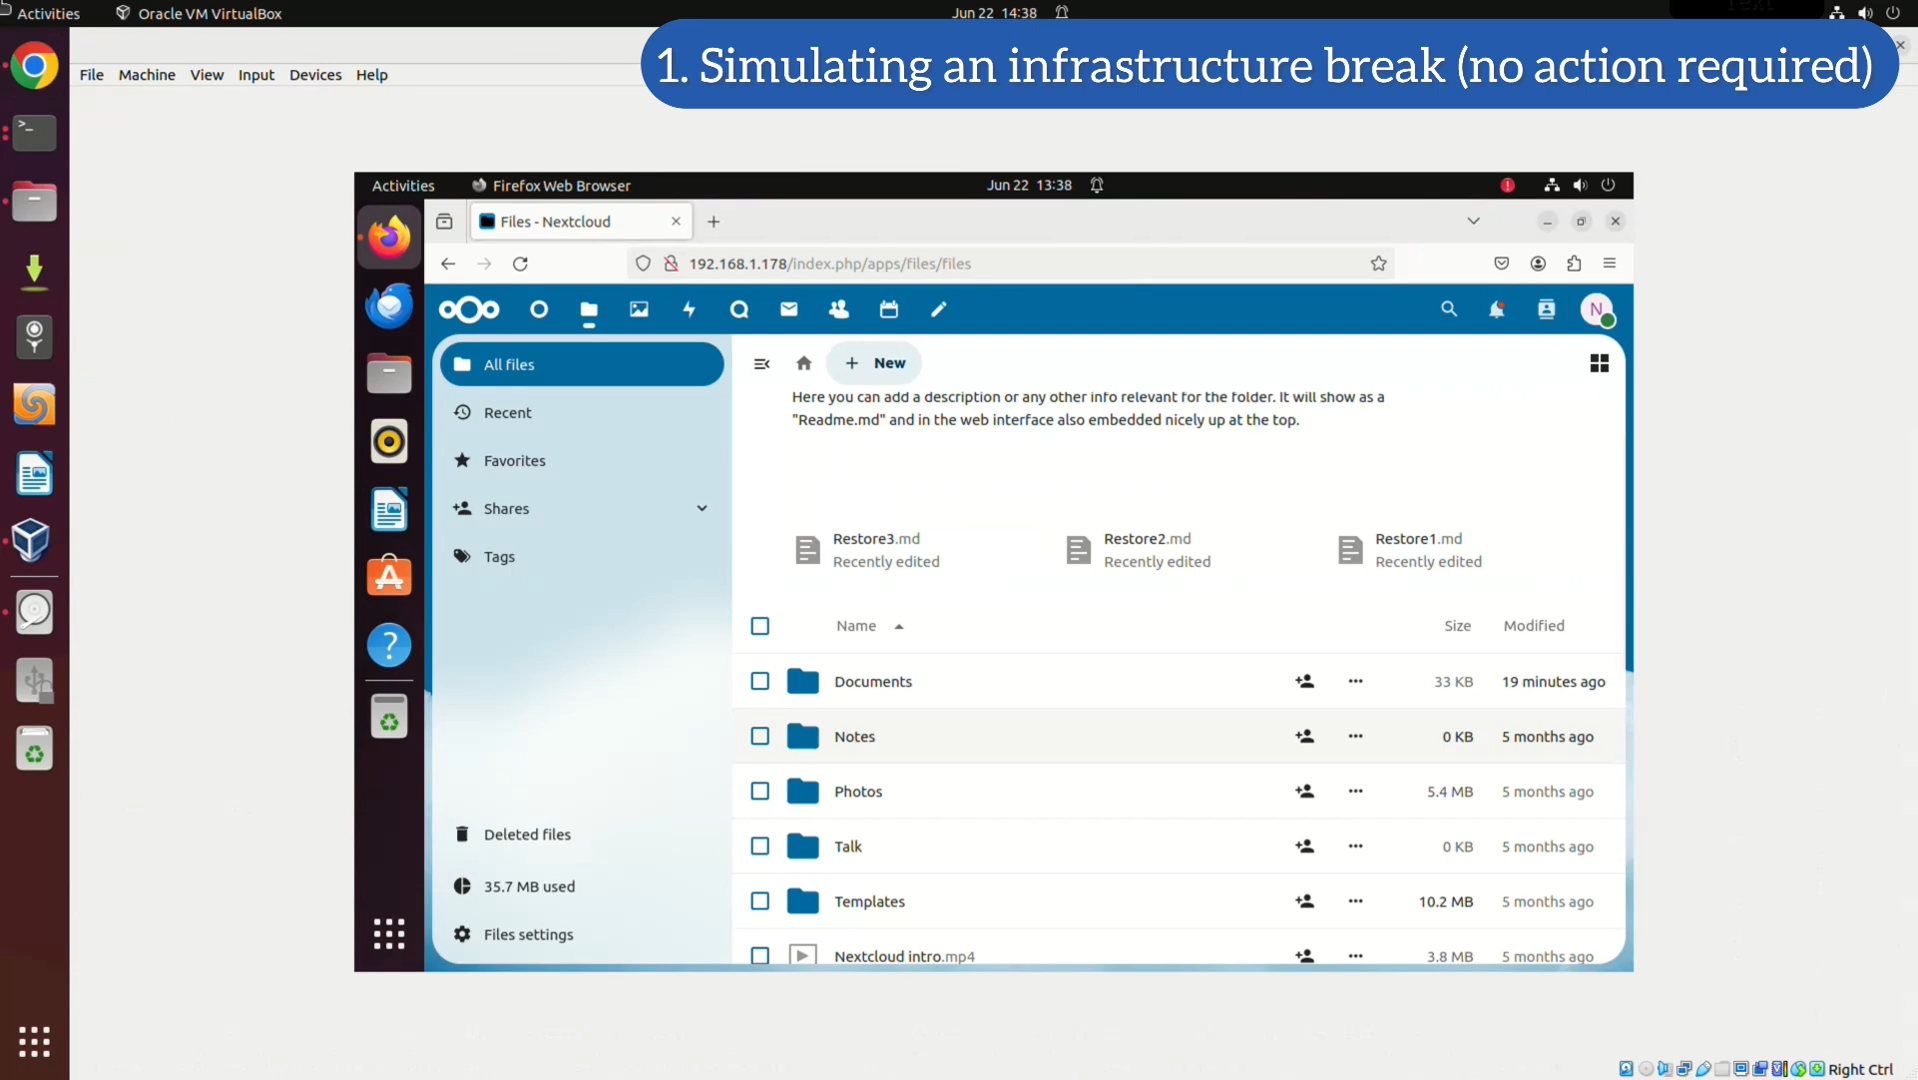 Activities
Oracle VM VirtualBox
Jun 22 14:38
1. Simulating an infrastructure break (no action required)
File Machine View Input Devices Help
Activities
Firefox Web Browser
Jun 22 13:38
Files - Nextcloud
192.168.1.178/index.php/apps/files/files
N
All files
Recent
Favorites
Shares
Tags
Deleted files
35.7 MB used
Files settings
New
Here you can add a description or any other info relevant for the folder. It will show as a
"Readme.md" and in the web interface also embedded nicely up at the top.
Restore3.md
Recently edited
Restore2.md
Recently edited
Restore1.md
Recently edited
Name Size Modified
Documents 33 KB 19 minutes ago
Notes 0 KB 5 months ago
Photos 5.4 MB 5 months ago
Talk 0 KB 5 months ago
Templates 10.2 MB 5 months ago
Nextcloud intro.mp4 3.8 MB 5 months ago
Right Ctrl